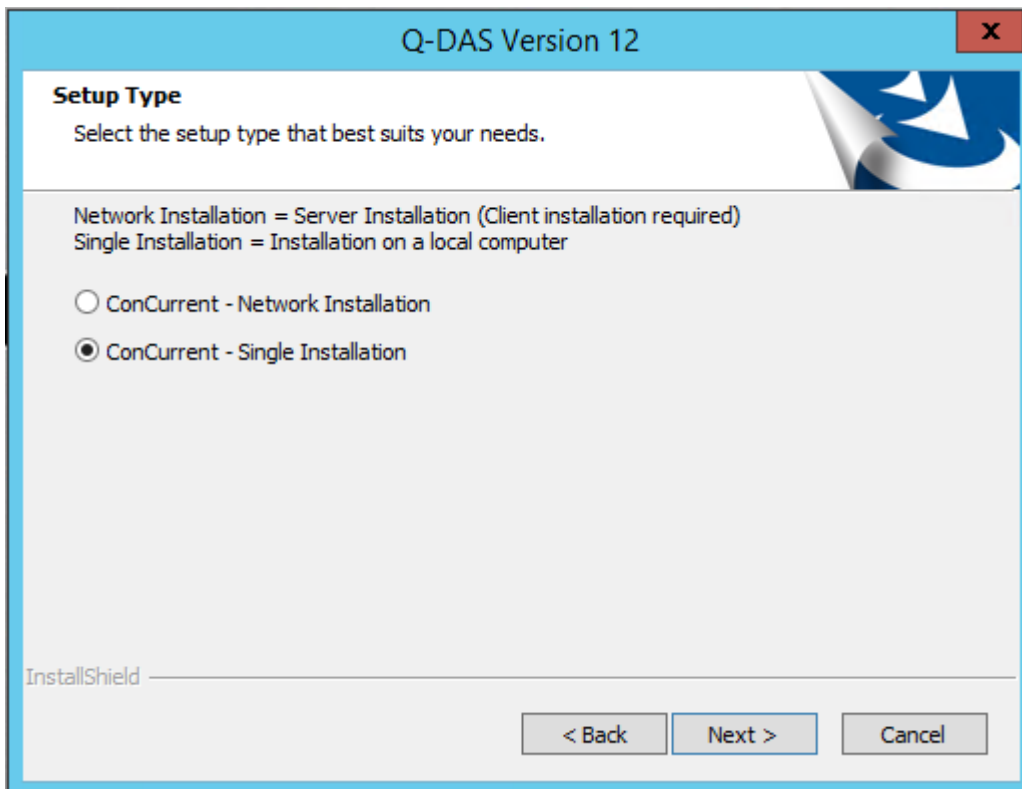 Q-DAS Version 12
x
Setup Type
Select the setup type that best suits your needs.
Network Installation = Server Installation (Client installation required)
Single Installation = Installation on a local computer
ConCurrent - Network Installation
ConCurrent - Single Installation
InstallShield
< Back
Next >
Cancel